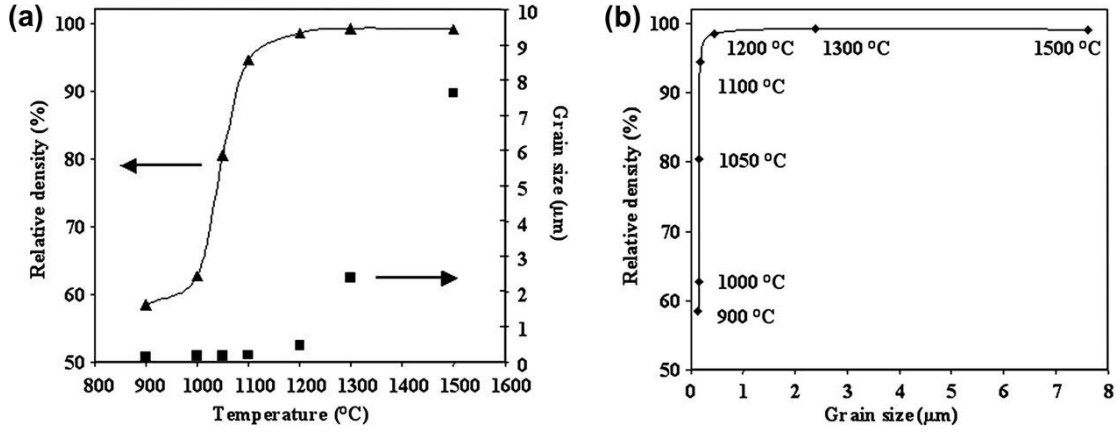 (a)
100
90
80
70
60
50
Relative density (%)
800 900 1000 1100 1200 1300 1400 1500 1600
Temperature (°C)
10
9
8
7
6
5
4
3
2
1
0
Grain size (μm)
(b)
100
90
80
70
60
50
Relative density (%)
1200 °C 1300 °C 1500 °C
1100 °C
1050 °C
1000 °C
900 °C
0 1 2 3 4 5 6 7 8
Grain size (μm)